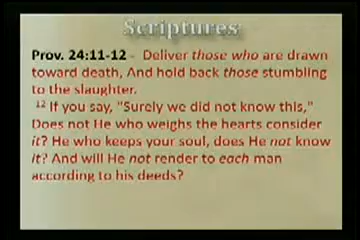 Scriptures
Prov. 24:11-12 - Deliver those who are drawn
toward death, And hold back those stumbling
to the slaughter.
12 If you say, "Surely we did not know this,"
Does not He who weighs the hearts consider
it? He who keeps your soul, does He not know
it? And will He not render to each man
according to his deeds?